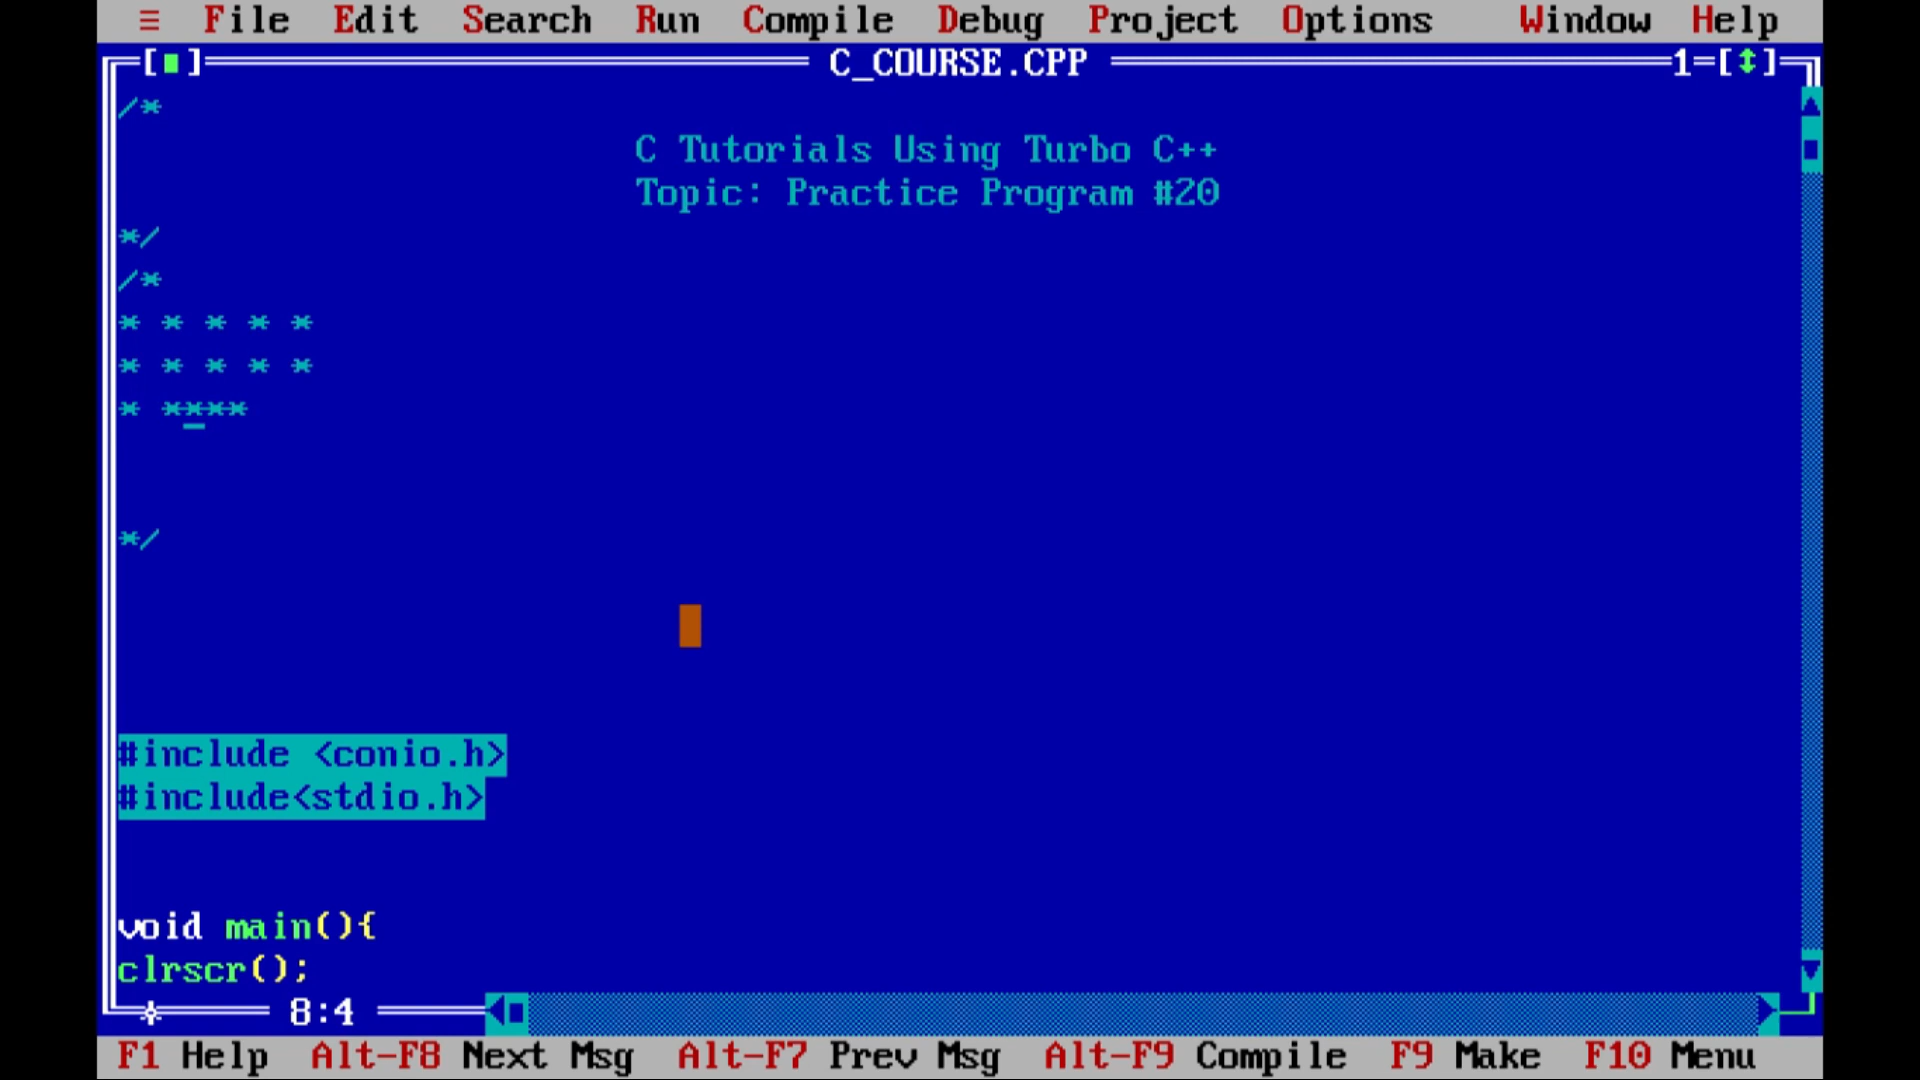 ≡ File Edit Search Run Compile Debug Project Options Window Help
[■] C_COURSE.CPP 1=[↕]
/*
C Tutorials Using Turbo C++
Topic: Practice Program #20
*/
/*
* * * * *
* * * * *
* ****
*/
#include <conio.h>
#include<stdio.h>
void main(){
clrscr();
8:4
F1 Help Alt-F8 Next Msg Alt-F7 Prev Msg Alt-F9 Compile F9 Make F10 Menu